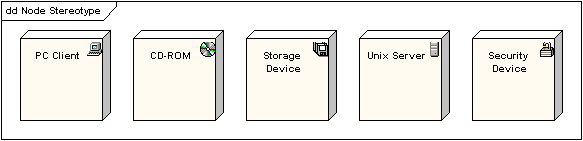 dd Node Stereotype
PC Client
CD-ROM
Storage
Device
Unix Server
Security
Device